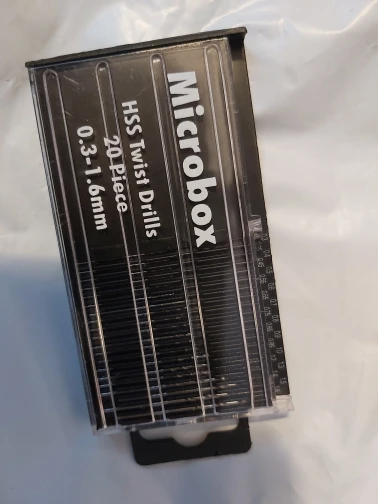 Microbox
HSS Twist Drills
20 Piece
0.3-1.6mm